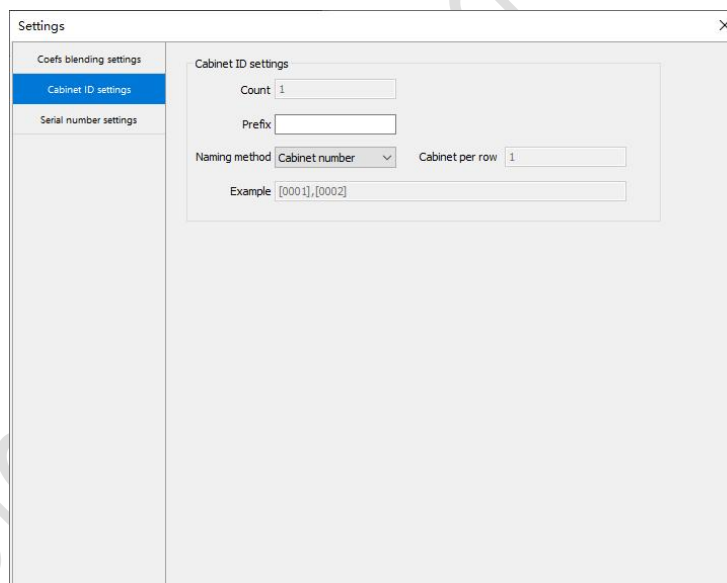 Settings
Coefs blending settings
Cabinet ID settings
Serial number settings
Cabinet ID settings
Count 1
Prefix
Naming method Cabinet number Cabinet per row 1
Example [0001],[0002]